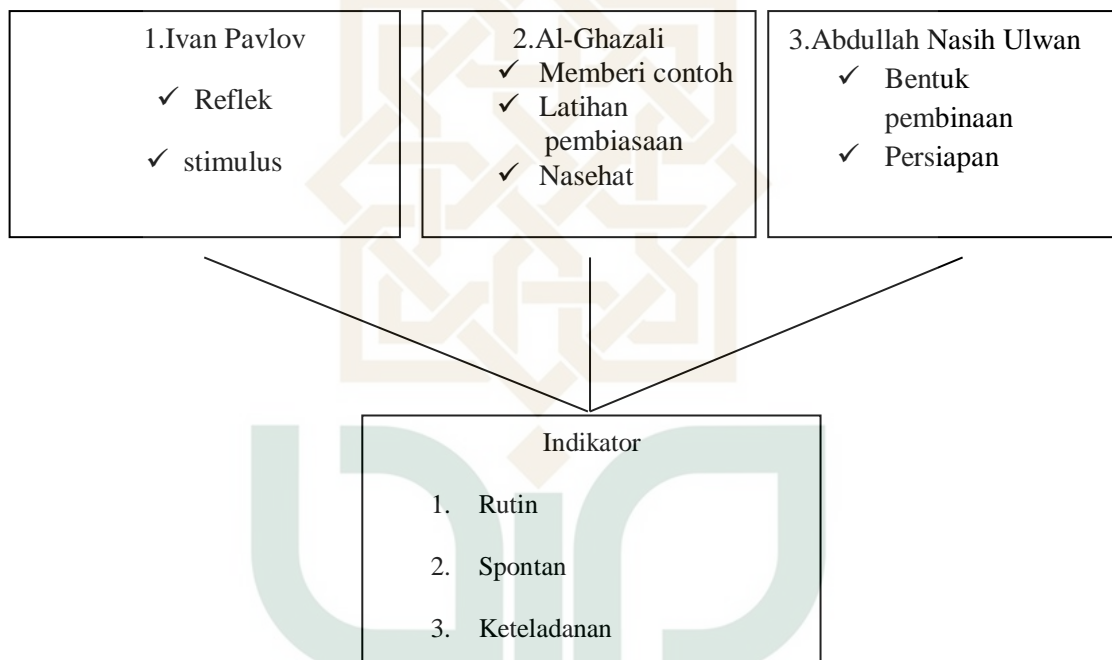 1.Ivan Pavlov
✓ Reflek
✓ stimulus
2.Al-Ghazali
✓ Memberi contoh
✓ Latihan
pembiasaan
✓ Nasehat
3.Abdullah Nasih Ulwan
✓ Bentuk
pembinaan
✓ Persiapan
Indikator
1. Rutin
2. Spontan
3. Keteladanan